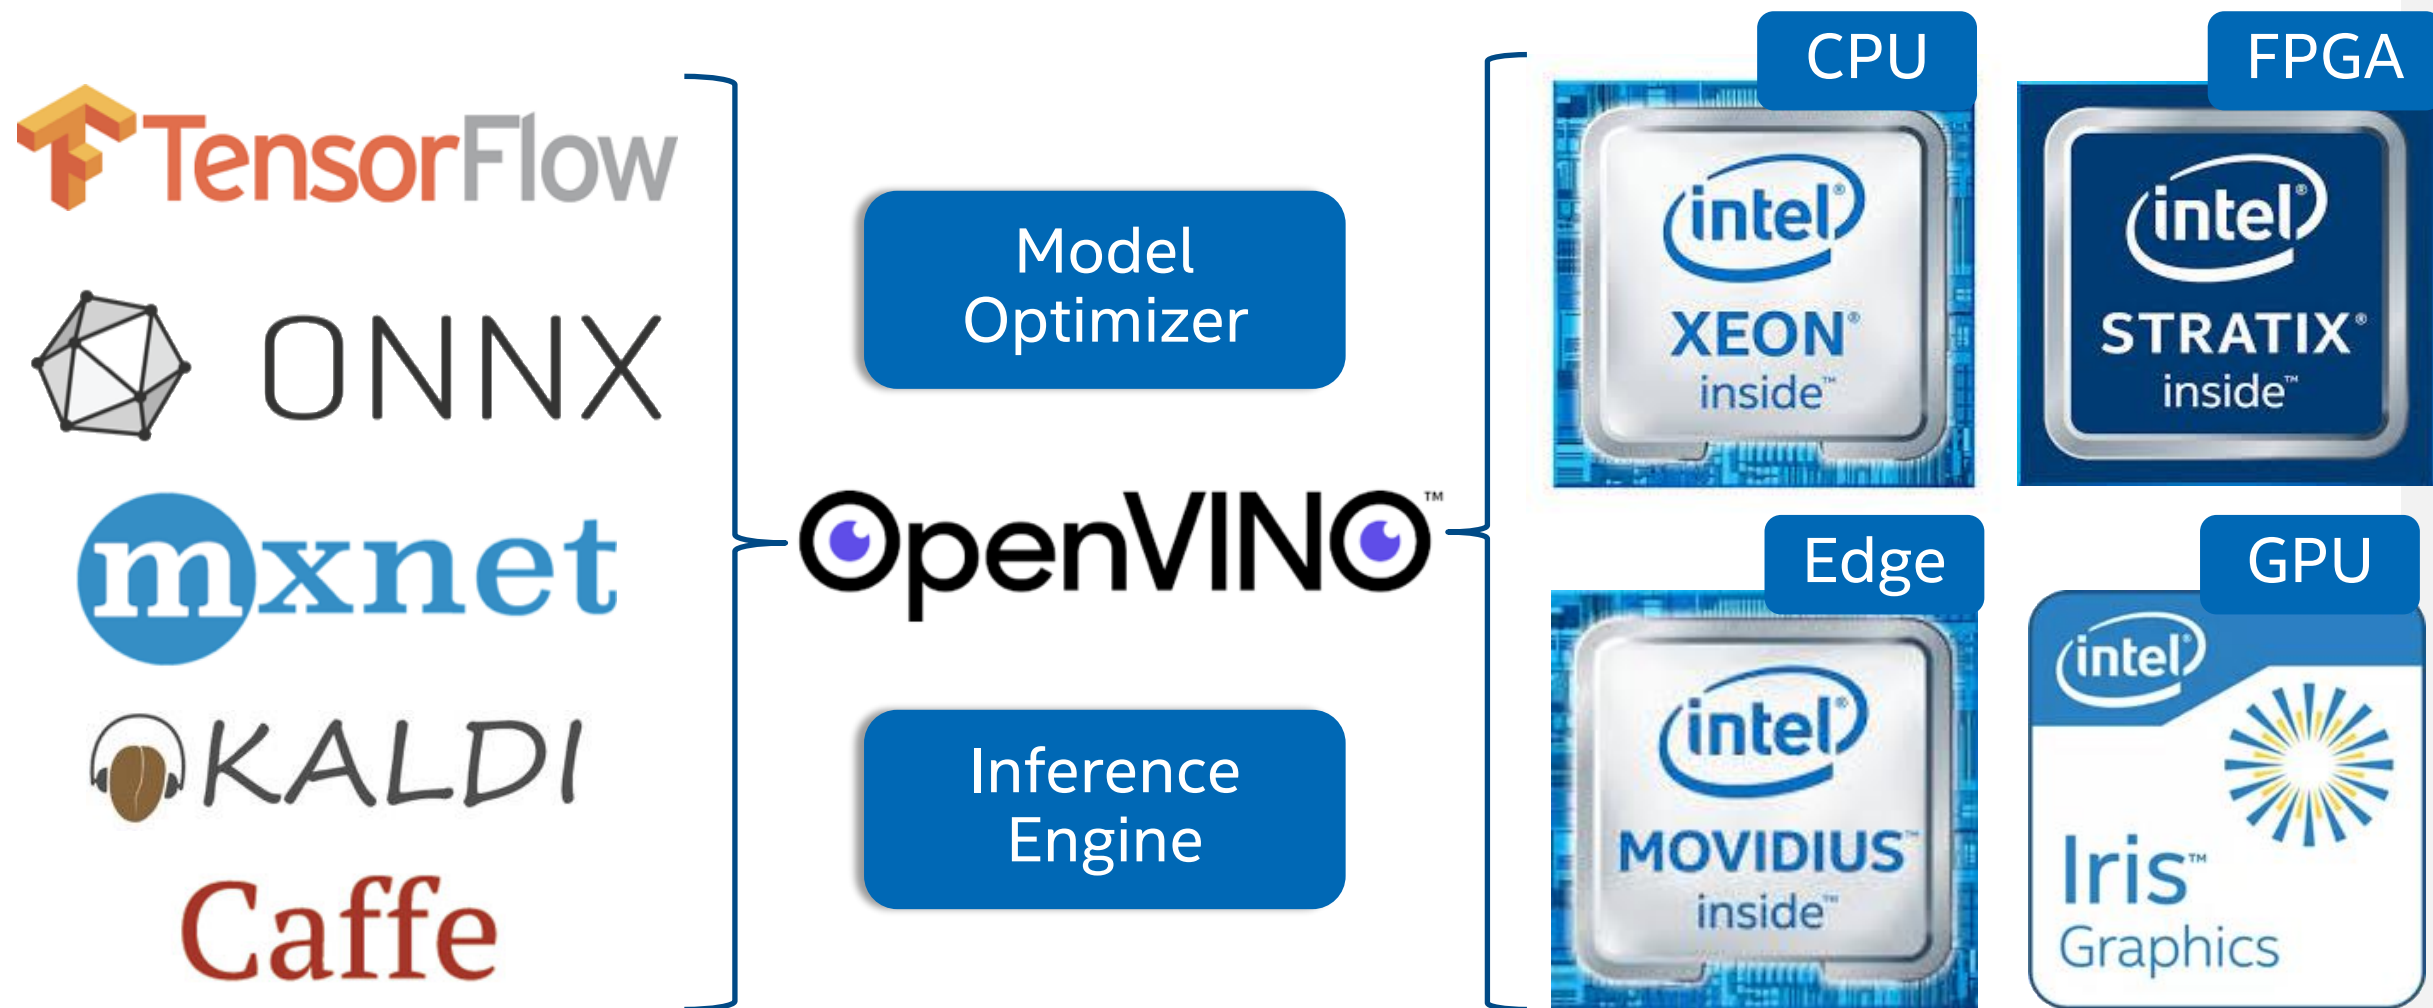 TensorFlow
ONNX
mxnet
KALDI
Caffe
Model
Optimizer
OpenVINO™
Inference
Engine
CPU
intel®
XEON®
inside™
FPGA
intel®
STRATIX®
inside™
Edge
intel®
MOVIDIUS™
inside™
GPU
intel®
Iris™
Graphics